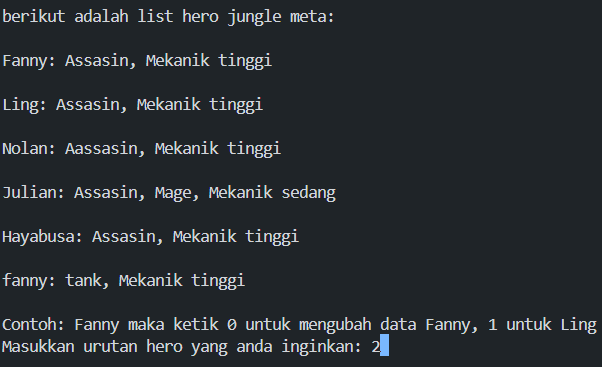 berikut adalah list hero jungle meta:
Fanny: Assasin, Mekanik tinggi
Ling: Assasin, Mekanik tinggi
Nolan: Aassasin, Mekanik tinggi
Julian: Assasin, Mage, Mekanik sedang
Hayabusa: Assasin, Mekanik tinggi
fanny: tank, Mekanik tinggi
Contoh: Fanny maka ketik 0 untuk mengubah data Fanny, 1 untuk Ling
Masukkan urutan hero yang anda inginkan: 2